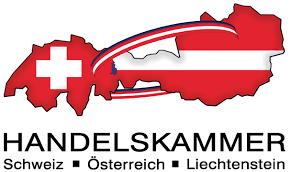 HANDELSKAMMER
Schweiz ▪ Österreich ▪ Liechtenstein